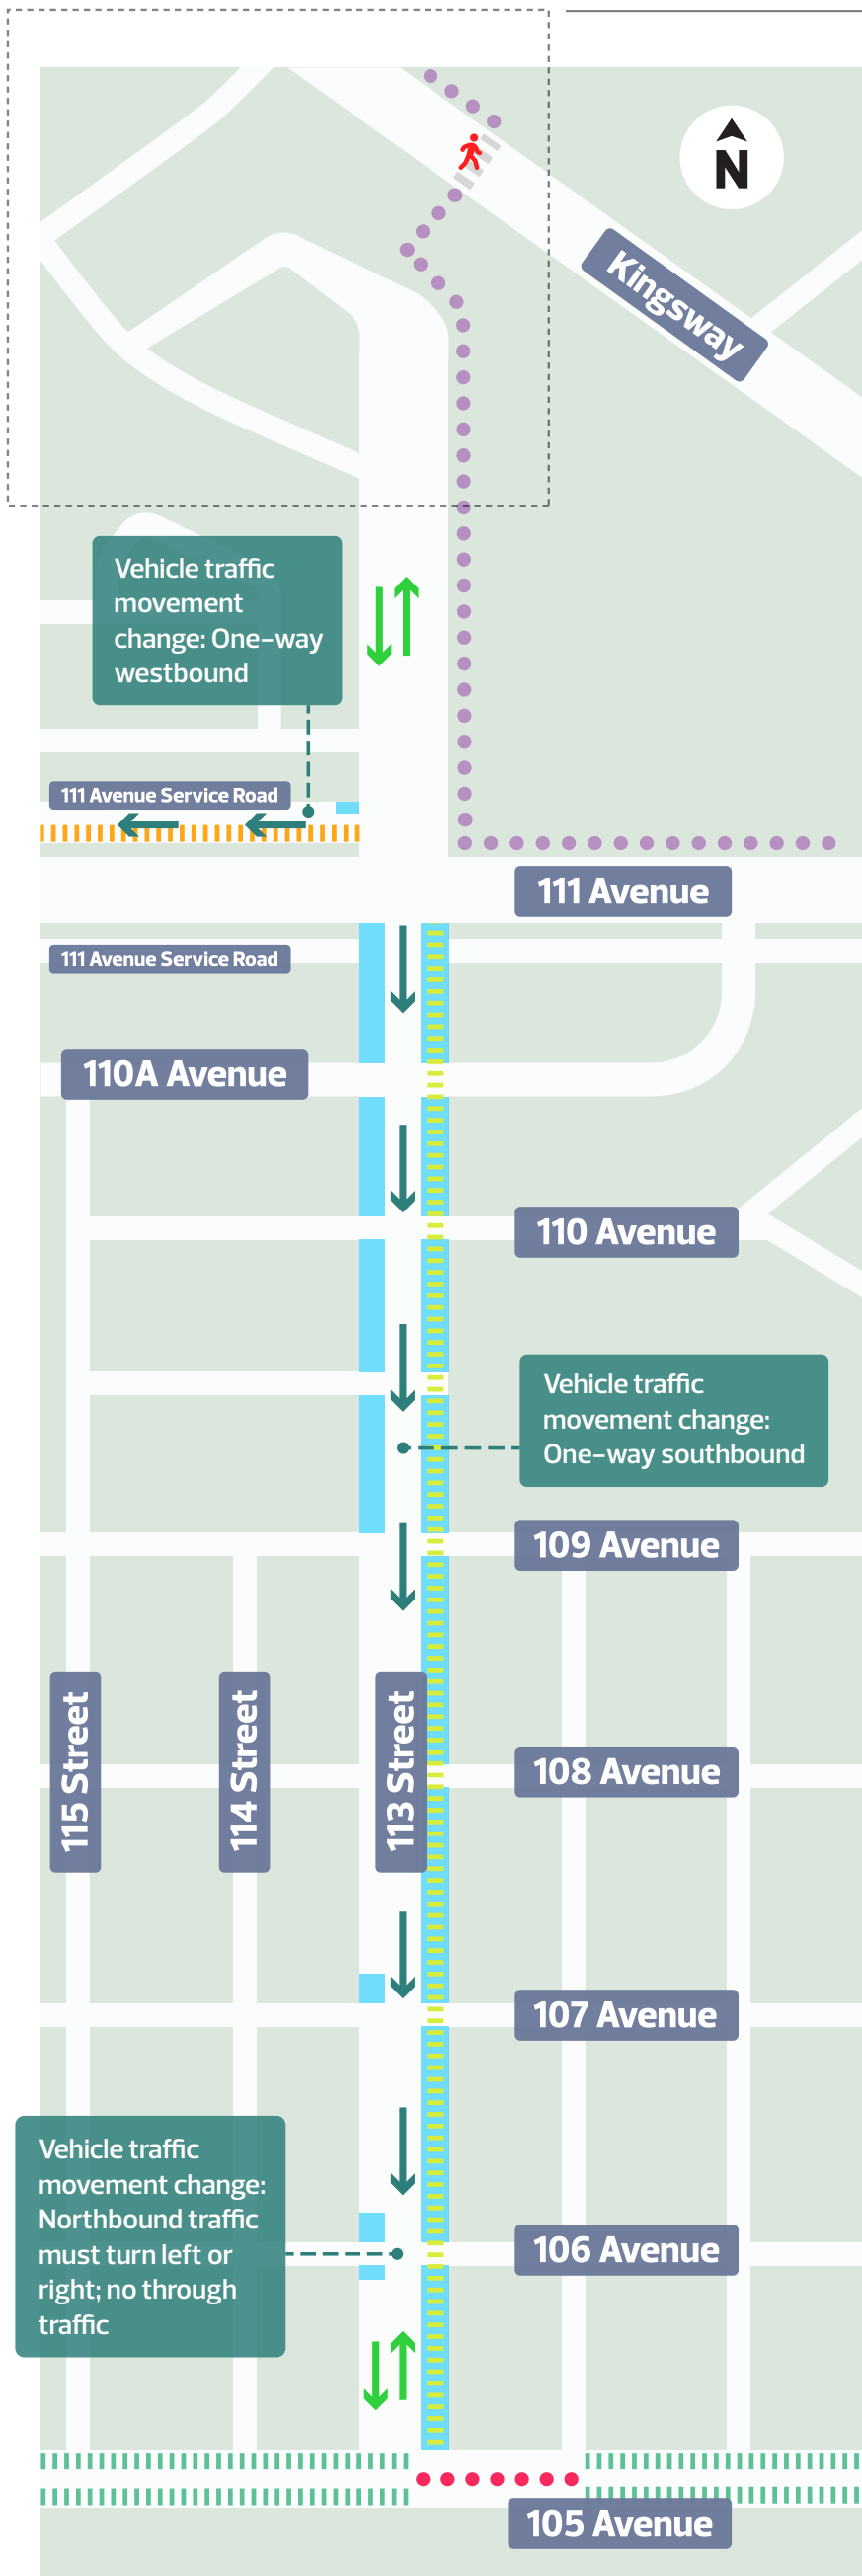 N
Kingsway
Vehicle traffic
movement
change: One-way
westbound
111 Avenue Service Road
111 Avenue
111 Avenue Service Road
110A Avenue
110 Avenue
Vehicle traffic
movement change:
One-way southbound
109 Avenue
115 Street
114 Street
113 Street
108 Avenue
107 Avenue
Vehicle traffic
movement change:
Northbound traffic
must turn left or
right; no through
traffic
106 Avenue
105 Avenue